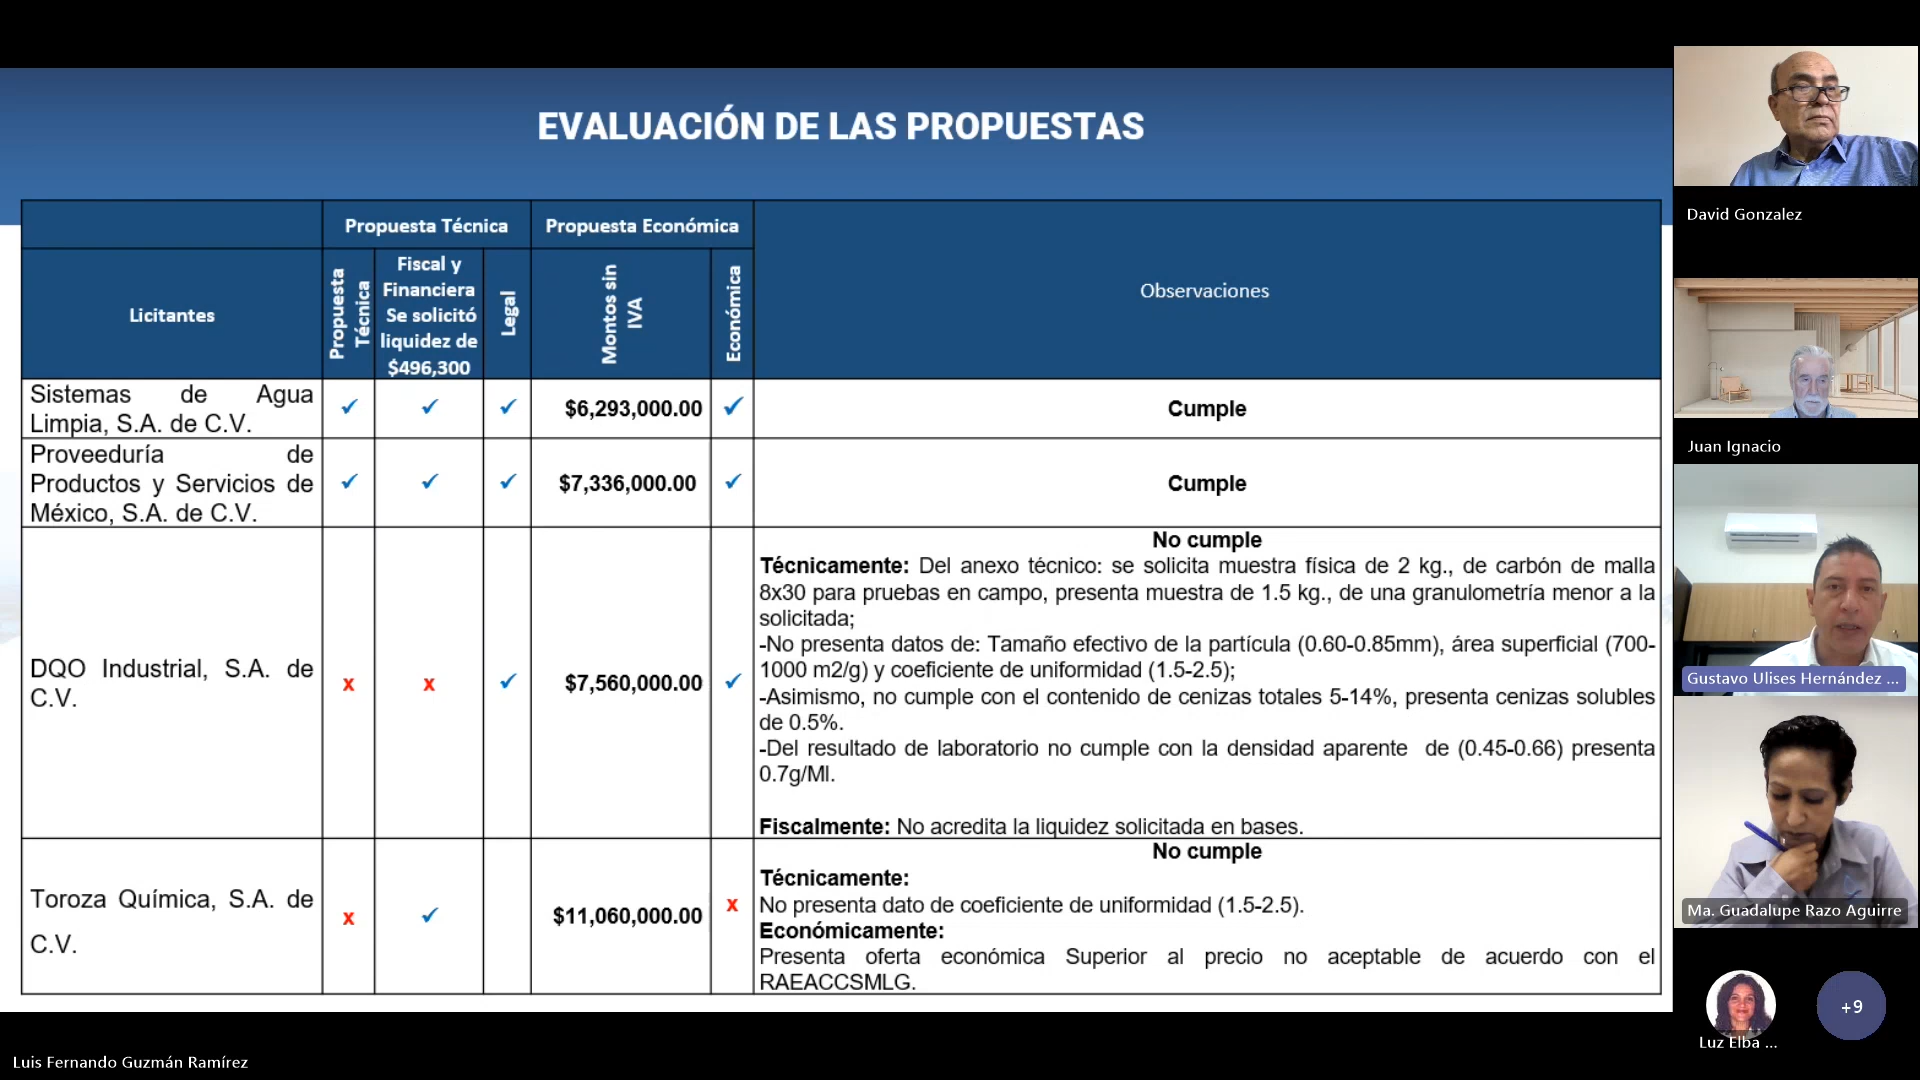 EVALUACIÓN DE LAS PROPUESTAS
Propuesta Técnica
Propuesta Económica
Observaciones
Licitantes
Propuesta
Técnica
Fiscal y
Financiera
Se solicitó
liquidez de
$496,300
Legal
Montos sin
IVA
Económica
Sistemas de Agua
Limpia, S.A. de C.V.
✓ ✓ ✓ $6,293,000.00 ✓ Cumple
Proveeduría de
Productos y Servicios de
México, S.A. de C.V.
✓ ✓ ✓ $7,336,000.00 ✓ Cumple
DQO Industrial, S.A. de
C.V.
x x ✓ $7,560,000.00 ✓
No cumple
Técnicamente: Del anexo técnico: se solicita muestra física de 2 kg., de carbón de malla
8x30 para pruebas en campo, presenta muestra de 1.5 kg., de una granulometría menor a la
solicitada;
-No presenta datos de: Tamaño efectivo de la partícula (0.60-0.85mm), área superficial (700-
1000 m2/g) y coeficiente de uniformidad (1.5-2.5);
-Asimismo, no cumple con el contenido de cenizas totales 5-14%, presenta cenizas solubles
de 0.5%.
-Del resultado de laboratorio no cumple con la densidad aparente de (0.45-0.66) presenta
0.7g/Ml.
Fiscalmente: No acredita la liquidez solicitada en bases.
Toroza Química, S.A. de
C.V.
x ✓ $11,060,000.00 x
No cumple
Técnicamente:
No presenta dato de coeficiente de uniformidad (1.5-2.5).
Económicamente:
Presenta oferta económica Superior al precio no aceptable de acuerdo con el
RAEACCSMLG.
David Gonzalez
Juan Ignacio
Gustavo Ulises Hernández ...
Ma. Guadalupe Razo Aguirre
Luz Elba ...
+9
Luis Fernando Guzmán Ramírez